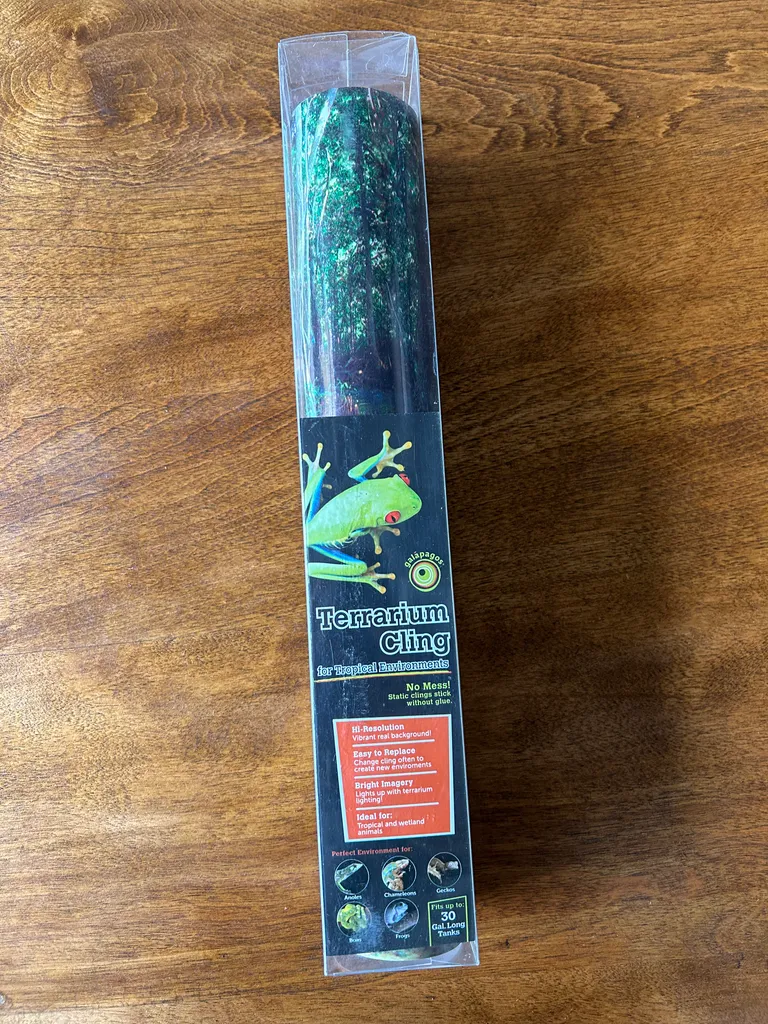 galápagos
Terrarium
Cling
for Tropical Environments
No Mess!
Static clings stick
without glue.
Hi-Resolution
Vibrant real background!
Easy to Replace
Change cling often to
create new enviroments
Bright Imagery
Lights up with terrarium
lighting!
Ideal for:
Tropical and wetland
animals
Perfect Environment for:
Anoles
Chameleons
Geckos
Boas
Frogs
Fits up to:
30
Gal. Long
Tanks